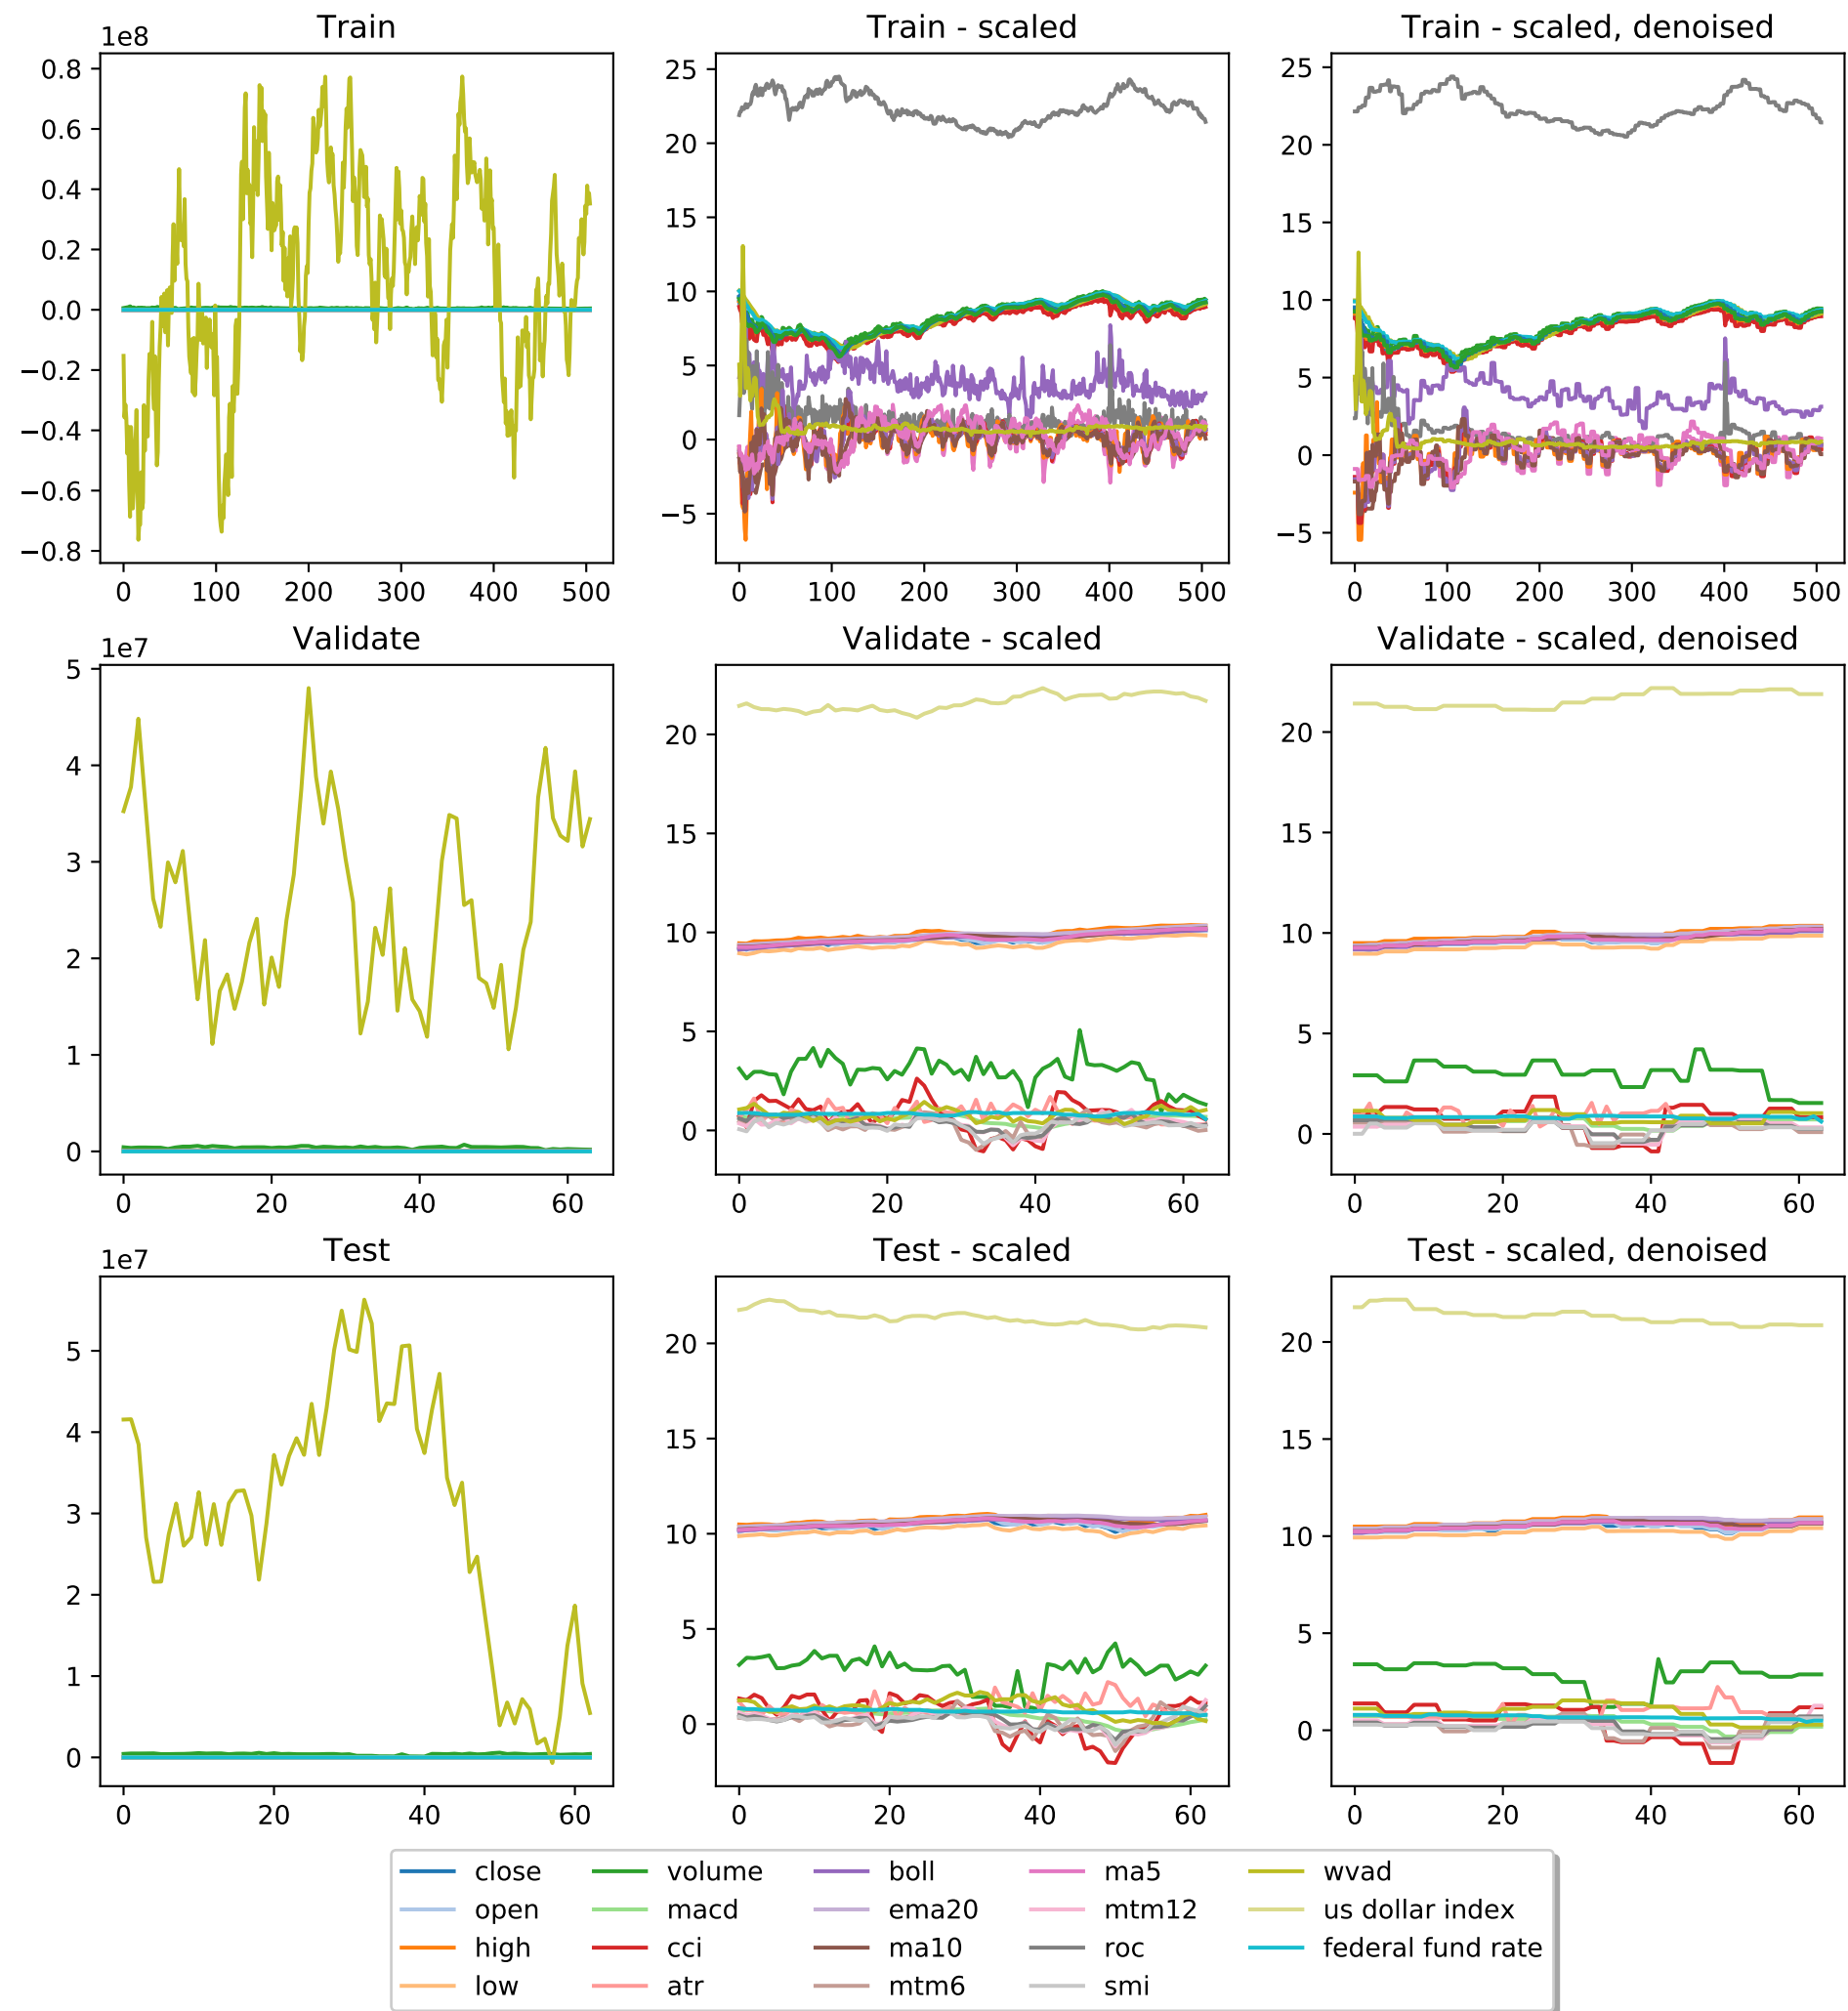 Train
1e8
0.8
0.6
0.4
0.2
0.0
−0.2
−0.4
−0.6
−0.8
0 100 200 300 400 500
Train - scaled
25
20
15
10
5
0
−5
0 100 200 300 400 500
Train - scaled, denoised
25
20
15
10
5
0
−5
0 100 200 300 400 500
Validate
1e7
5
4
3
2
1
0
0 20 40 60
Validate - scaled
20
15
10
5
0
0 20 40 60
Validate - scaled, denoised
20
15
10
5
0
0 20 40 60
Test
1e7
5
4
3
2
1
0
0 20 40 60
Test - scaled
20
15
10
5
0
0 20 40 60
Test - scaled, denoised
20
15
10
5
0
0 20 40 60
close
open
high
low
volume
macd
cci
atr
boll
ema20
ma10
mtm6
ma5
mtm12
roc
smi
wvad
us dollar index
federal fund rate